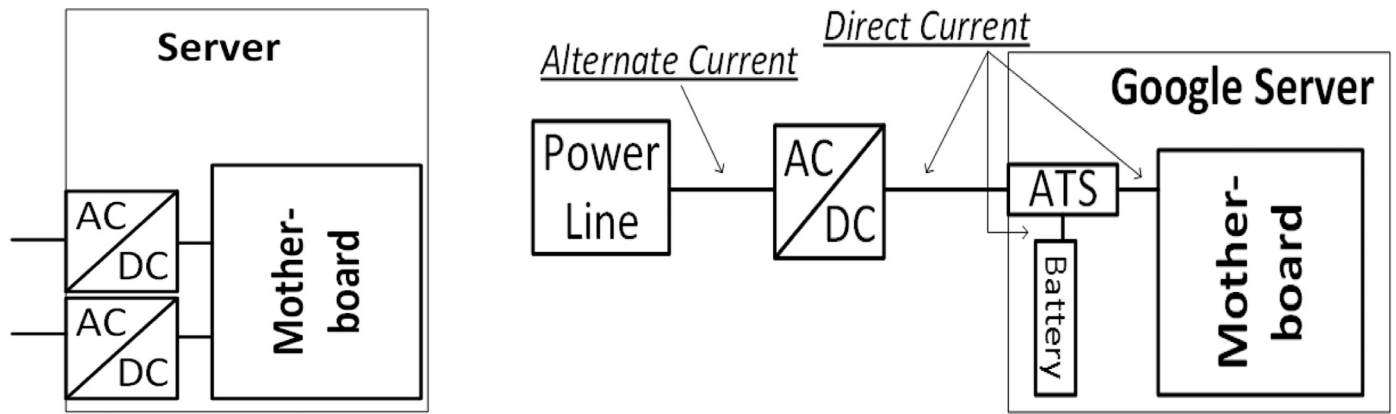 Server
AC
DC
AC
DC
Mother-
board
Alternate Current
Direct Current
Power
Line
AC
DC
Google Server
ATS
Battery
Mother-
board